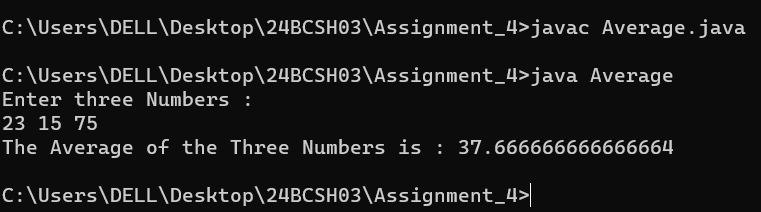 C:\Users\DELL\Desktop\24BCSH03\Assignment_4>javac Average.java
C:\Users\DELL\Desktop\24BCSH03\Assignment_4>java Average
Enter three Numbers :
23 15 75
The Average of the Three Numbers is : 37.666666666666664
C:\Users\DELL\Desktop\24BCSH03\Assignment_4>